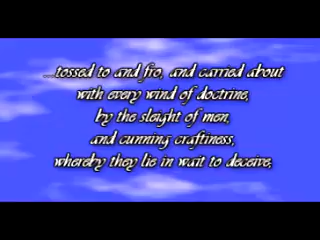 ....tossed to and fro, and carried about
with every wind of doctrine,
by the sleight of men,
and cunning craftiness,
whereby they lie in wait to deceive,